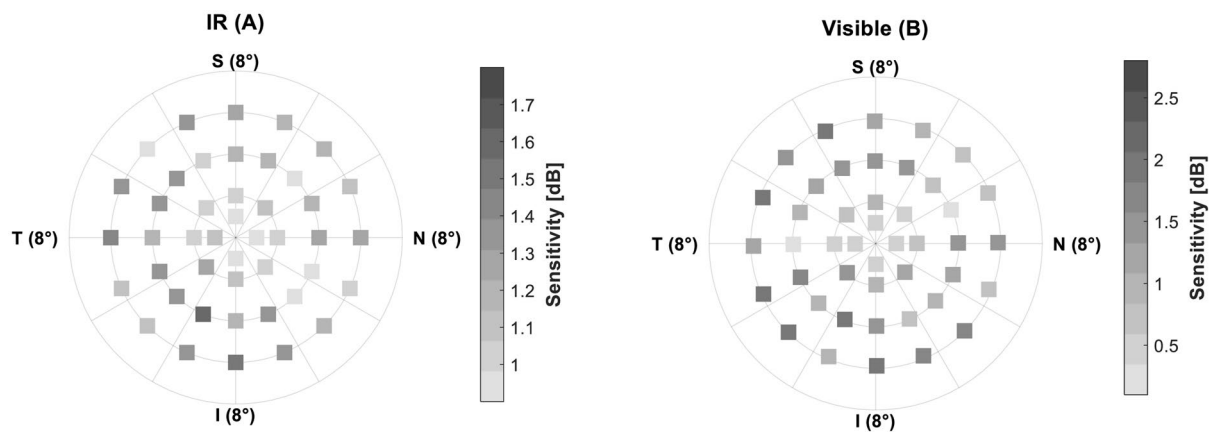 IR (A)
S (8°)
T (8°)
N (8°)
I (8°)
1.7
1.6
1.5
1.4
1.3
1.2
1.1
1
Sensitivity [dB]
Visible (B)
S (8°)
T (8°)
N (8°)
I (8°)
2.5
2
1.5
1
0.5
Sensitivity [dB]